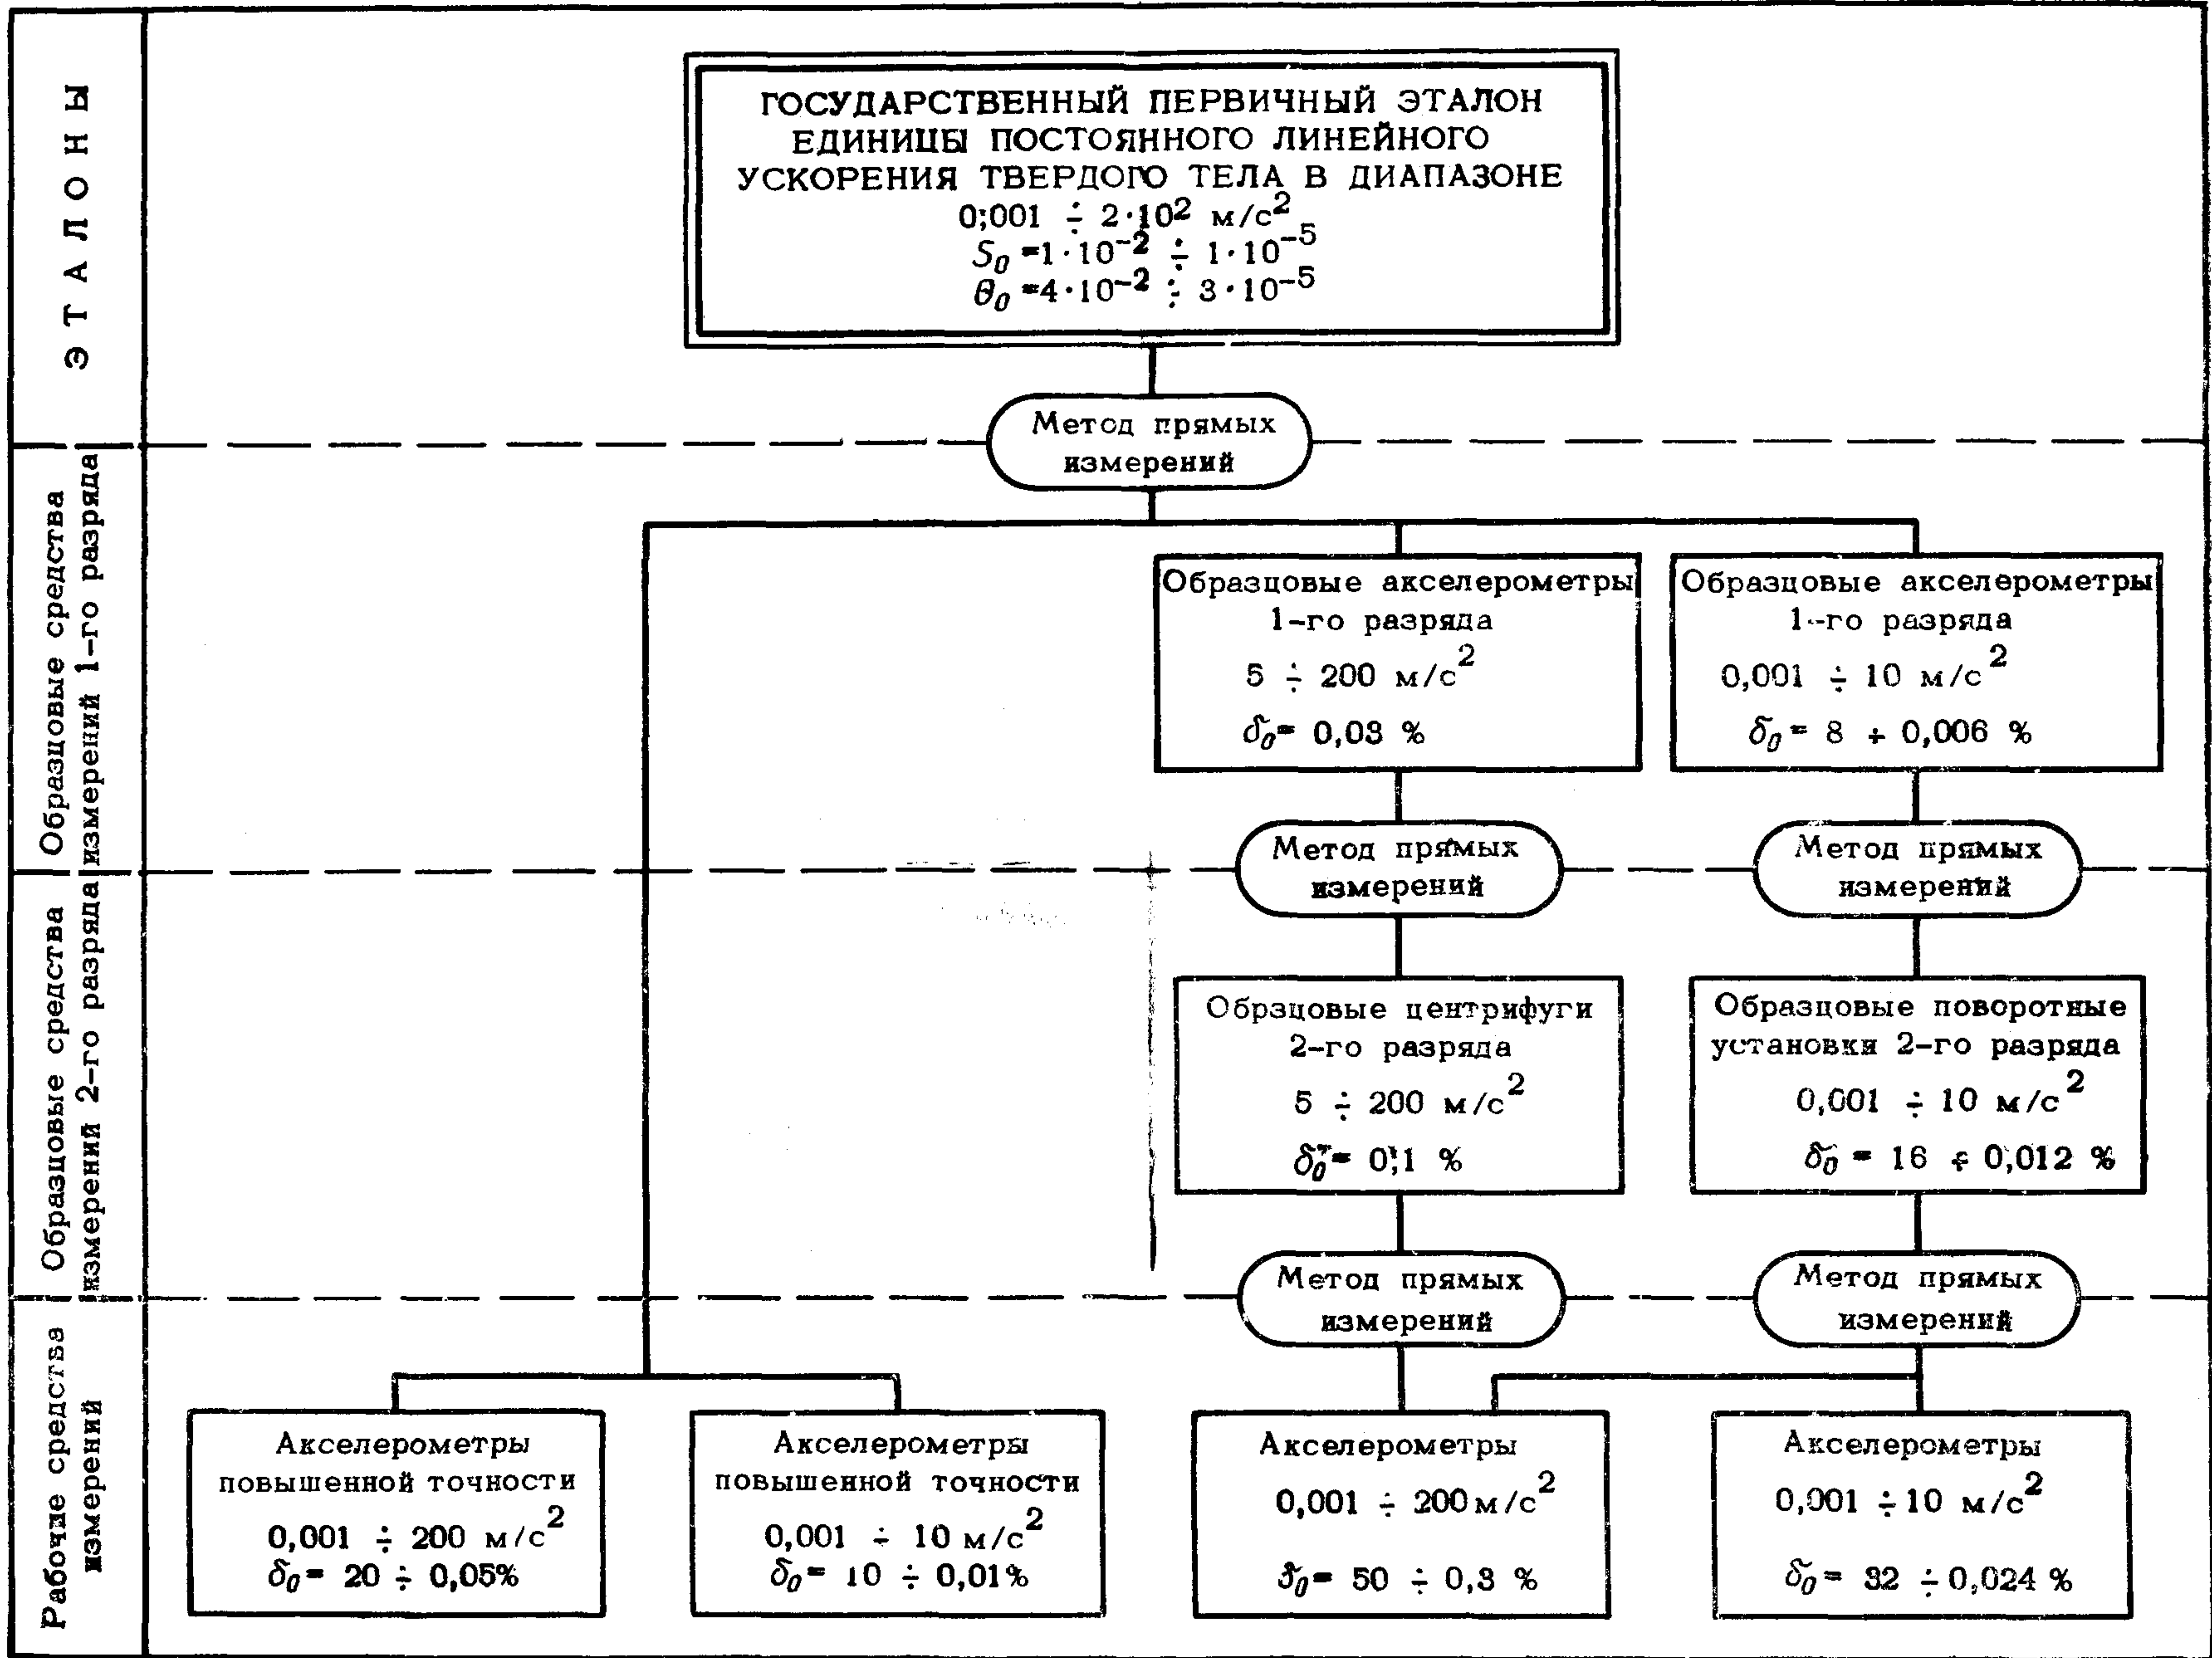 ЭТАЛОНЫ
ГОСУДАРСТВЕННЫЙ ПЕРВИЧНЫЙ ЭТАЛОН
ЕДИНИЦЫ ПОСТОЯННОГО ЛИНЕЙНОГО
УСКОРЕНИЯ ТВЕРДОГО ТЕЛА В ДИАПАЗОНЕ
0,001 ÷ 2·10² м/с²
S₀ = 1·10⁻² ÷ 1·10⁻⁵
θ₀ = 4·10⁻² ÷ 3·10⁻⁵
Метод прямых
измерений
Образцовые средства
измерений 1-го разряда
Образцовые акселерометры
1-го разряда
5 ÷ 200 м/с²
δ₀ = 0,03 %
Образцовые акселерометры
1-го разряда
0,001 ÷ 10 м/с²
δ₀ = 8 ÷ 0,006 %
Метод прямых
измерений
Метод прямых
измерений
Образцовые средства
измерений 2-го разряда
Обрзцовые центрифуги
2-го разряда
5 ÷ 200 м/с²
δ₀ = 0,1 %
Образцовые поворотные
установки 2-го разряда
0,001 ÷ 10 м/с²
δ₀ = 16 ÷ 0,012 %
Метод прямых
измерений
Метод прямых
измерений
Рабочие средства
измерений
Акселерометры
повышенной точности
0,001 ÷ 200 м/с²
δ₀ = 20 ÷ 0,05%
Акселерометры
повышенной точности
0,001 ÷ 10 м/с²
δ₀ = 10 ÷ 0,01%
Акселерометры
0,001 ÷ 200 м/с²
δ₀ = 50 ÷ 0,3 %
Акселерометры
0,001 ÷ 10 м/с²
δ₀ = 32 ÷ 0,024 %